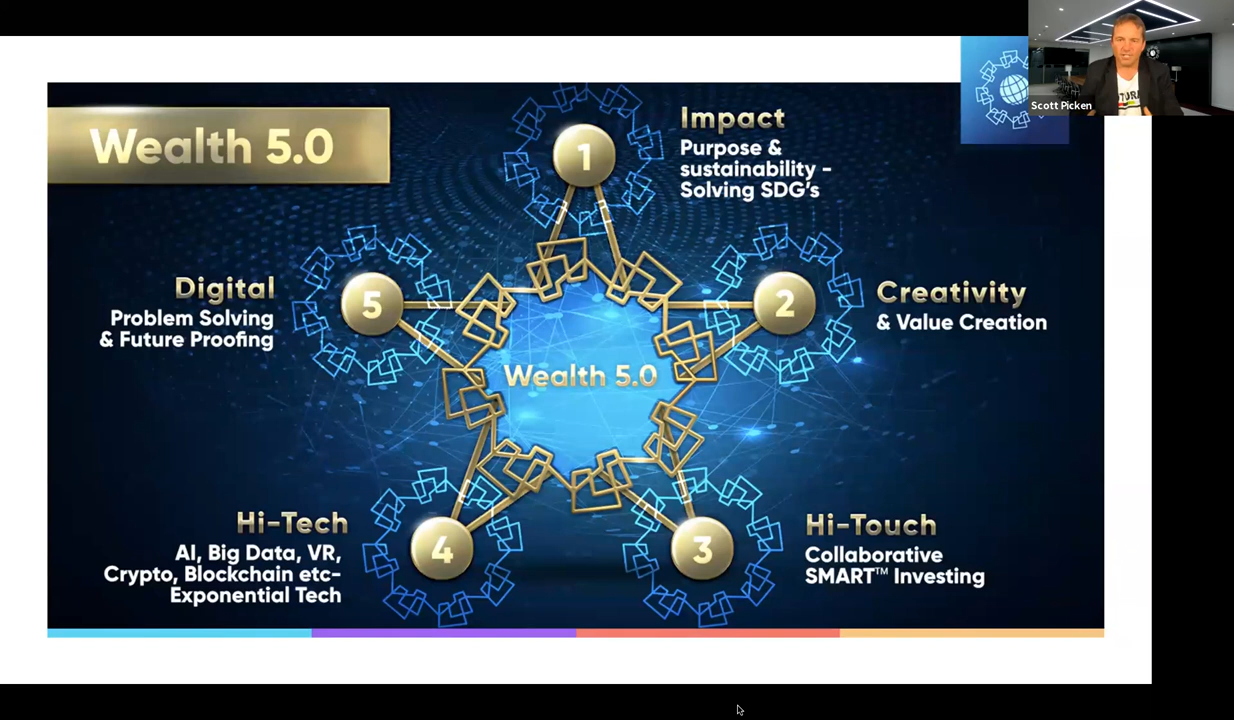 Scott Picken
Wealth 5.0
1
Impact
Purpose &
sustainability -
Solving SDG's
Digital
Problem Solving
& Future Proofing
5
2
Creativity
& Value Creation
Wealth 5.0
Hi-Tech
AI, Big Data, VR,
Crypto, Blockchain etc-
Exponential Tech
4
3
Hi-Touch
Collaborative
SMART™ Investing